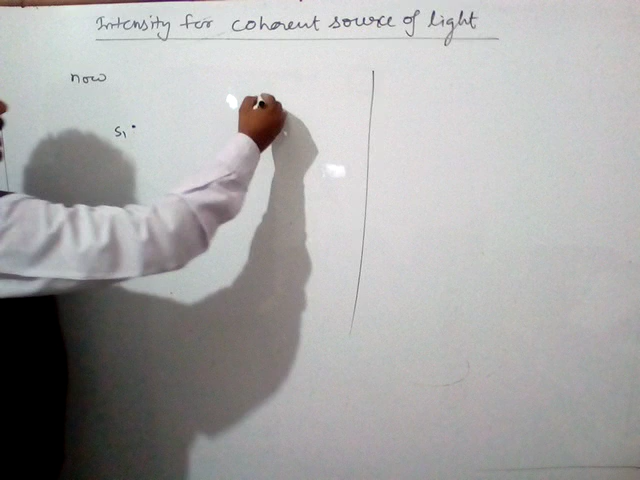 Intensity for coherent source of light
now
S₁